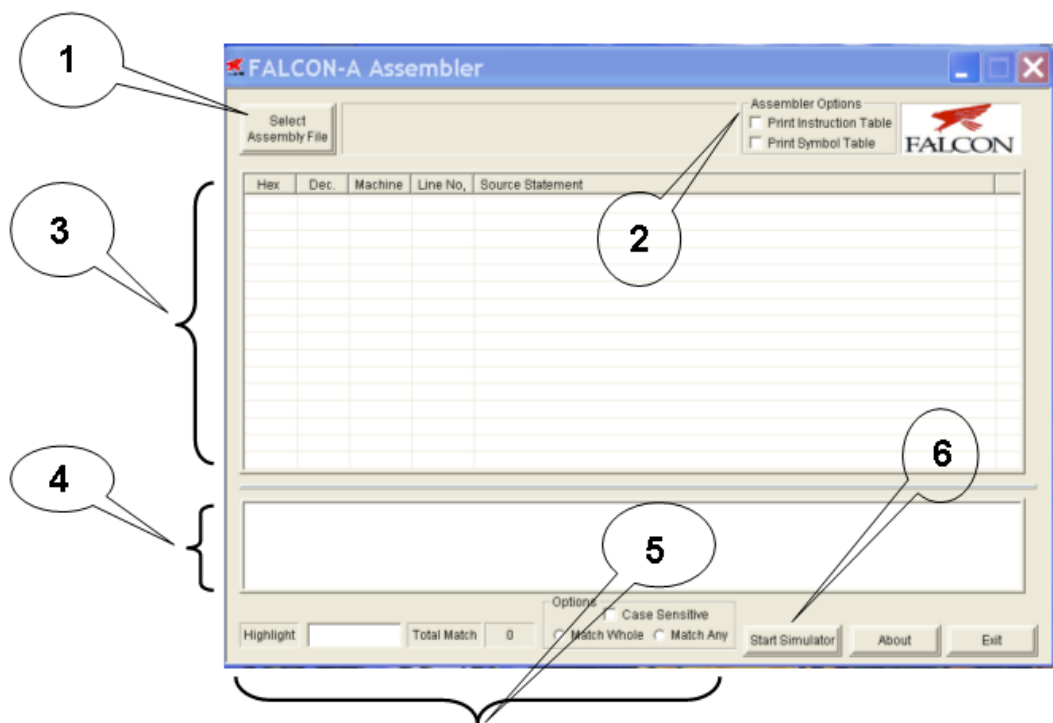 1
FALCON-A Assembler
Select
Assembly File
Assembler Options
Print Instruction Table
Print Symbol Table
FALCON
Hex Dec. Machine Line No, Source Statement
3
2
4
6
5
Options
Case Sensitive
Highlight Total Match 0 Match Whole Match Any Start Simulator About Exit